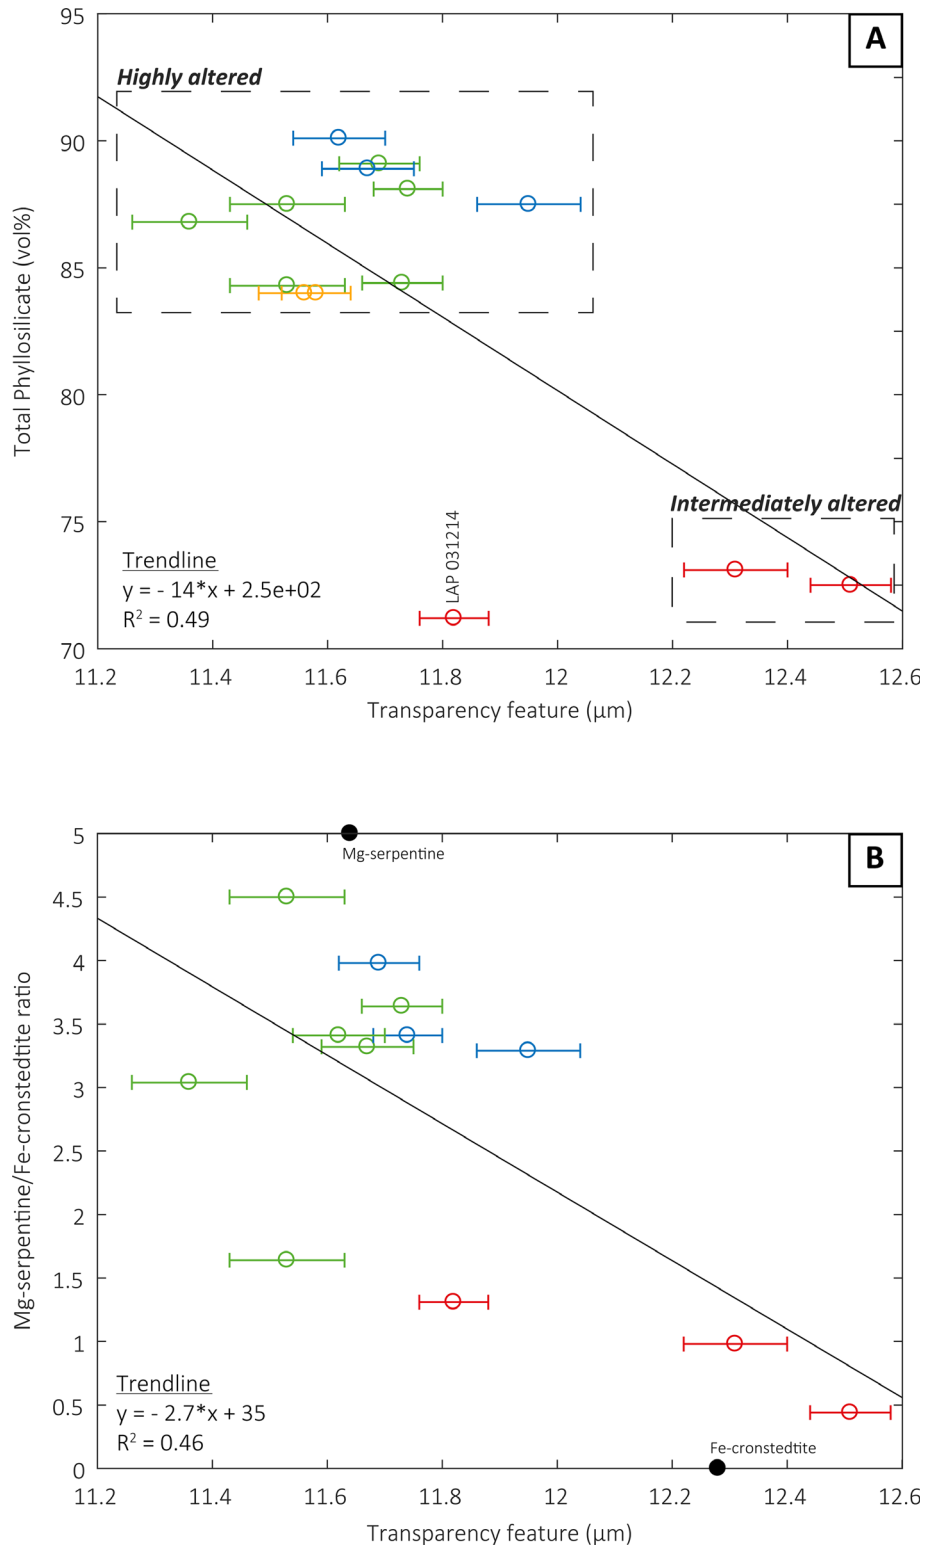 A
95
90
85
80
75
70
Total Phyllosilicate (vol%)
Highly altered
Intermediately altered
LAP 031214
Trendline
y = - 14*x + 2.5e+02
R² = 0.49
11.2 11.4 11.6 11.8 12 12.2 12.4 12.6
Transparency feature (µm)
B
5
4.5
4
3.5
3
2.5
2
1.5
1
0.5
0
Mg-serpentine/Fe-cronstedtite ratio
Mg-serpentine
Trendline
y = - 2.7*x + 35
R² = 0.46
Fe-cronstedtite
11.2 11.4 11.6 11.8 12 12.2 12.4 12.6
Transparency feature (µm)